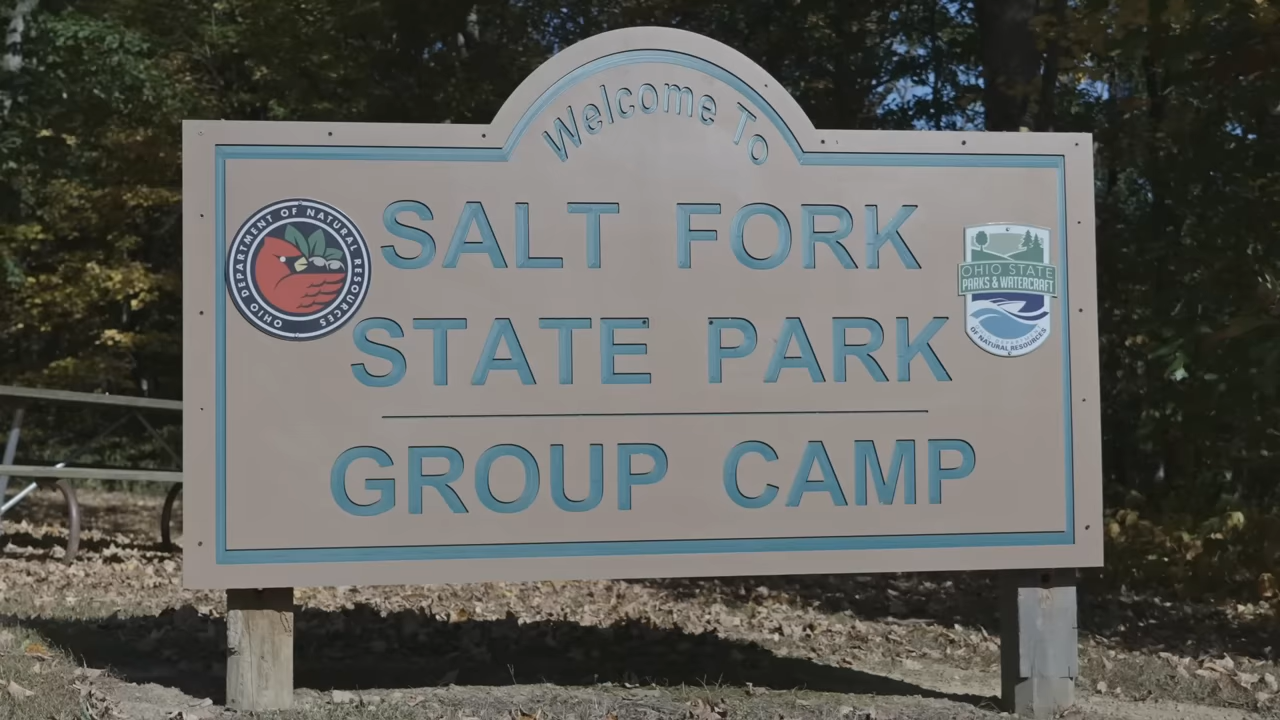 Welcome To
SALT FORK
STATE PARK
GROUP CAMP
OHIO DEPARTMENT OF NATURAL RESOURCES
OHIO STATE
PARKS & WATERCRAFT
DEPARTMENT
OF NATURAL RESOURCES